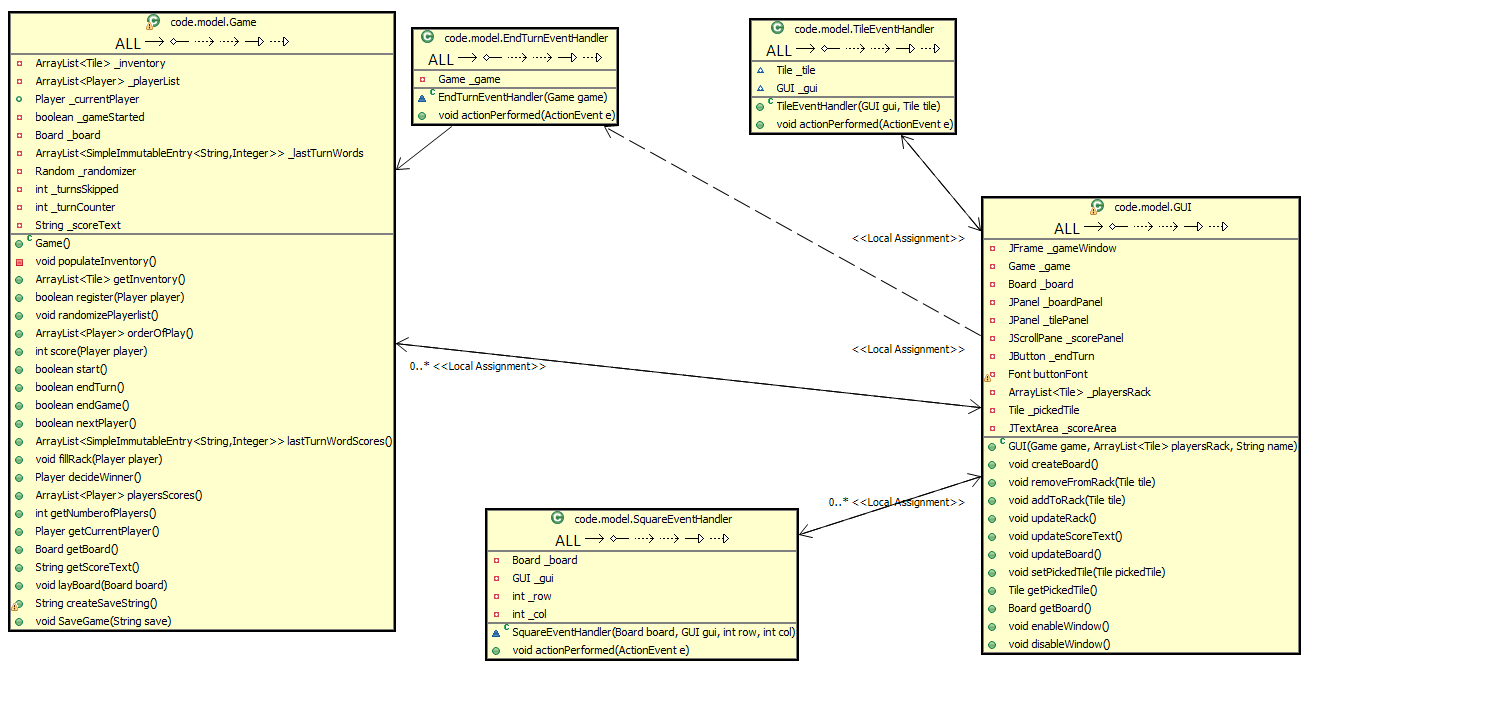 code.model.Game
ALL
ArrayList<Tile> _inventory
ArrayList<Player> _playerList
Player _currentPlayer
boolean _gameStarted
Board _board
ArrayList<SimpleImmutableEntry<String,Integer>> _lastTurnWords
Random _randomizer
int _turnsSkipped
int _turnCounter
String _scoreText
C Game()
void populateInventory()
ArrayList<Tile> getInventory()
boolean register(Player player)
void randomizePlayerlist()
ArrayList<Player> orderOfPlay()
int score(Player player)
boolean start()
boolean endTurn()
boolean endGame()
boolean nextPlayer()
ArrayList<SimpleImmutableEntry<String,Integer>> lastTurnWordScores()
void fillRack(Player player)
Player decideWinner()
ArrayList<Player> playersScores()
int getNumberofPlayers()
Player getCurrentPlayer()
Board getBoard()
String getScoreText()
void layBoard(Board board)
String createSaveString()
void SaveGame(String save)
code.model.EndTurnEventHandler
ALL
Game _game
C EndTurnEventHandler(Game game)
void actionPerformed(ActionEvent e)
code.model.TileEventHandler
ALL
Tile _tile
GUI _gui
C TileEventHandler(GUI gui, Tile tile)
void actionPerformed(ActionEvent e)
<<Local Assignment>>
<<Local Assignment>>
0..* <<Local Assignment>>
0..* <<Local Assignment>>
code.model.GUI
ALL
JFrame _gameWindow
Game _game
Board _board
JPanel _boardPanel
JPanel _tilePanel
JScrollPane _scorePanel
JButton _endTurn
Font buttonFont
ArrayList<Tile> _playersRack
Tile _pickedTile
JTextArea _scoreArea
C GUI(Game game, ArrayList<Tile> playersRack, String name)
void createBoard()
void removeFromRack(Tile tile)
void addToRack(Tile tile)
void updateRack()
void updateScoreText()
void updateBoard()
void setPickedTile(Tile pickedTile)
Tile getPickedTile()
Board getBoard()
void enableWindow()
void disableWindow()
code.model.SquareEventHandler
ALL
Board _board
GUI _gui
int _row
int _col
C SquareEventHandler(Board board, GUI gui, int row, int col)
void actionPerformed(ActionEvent e)